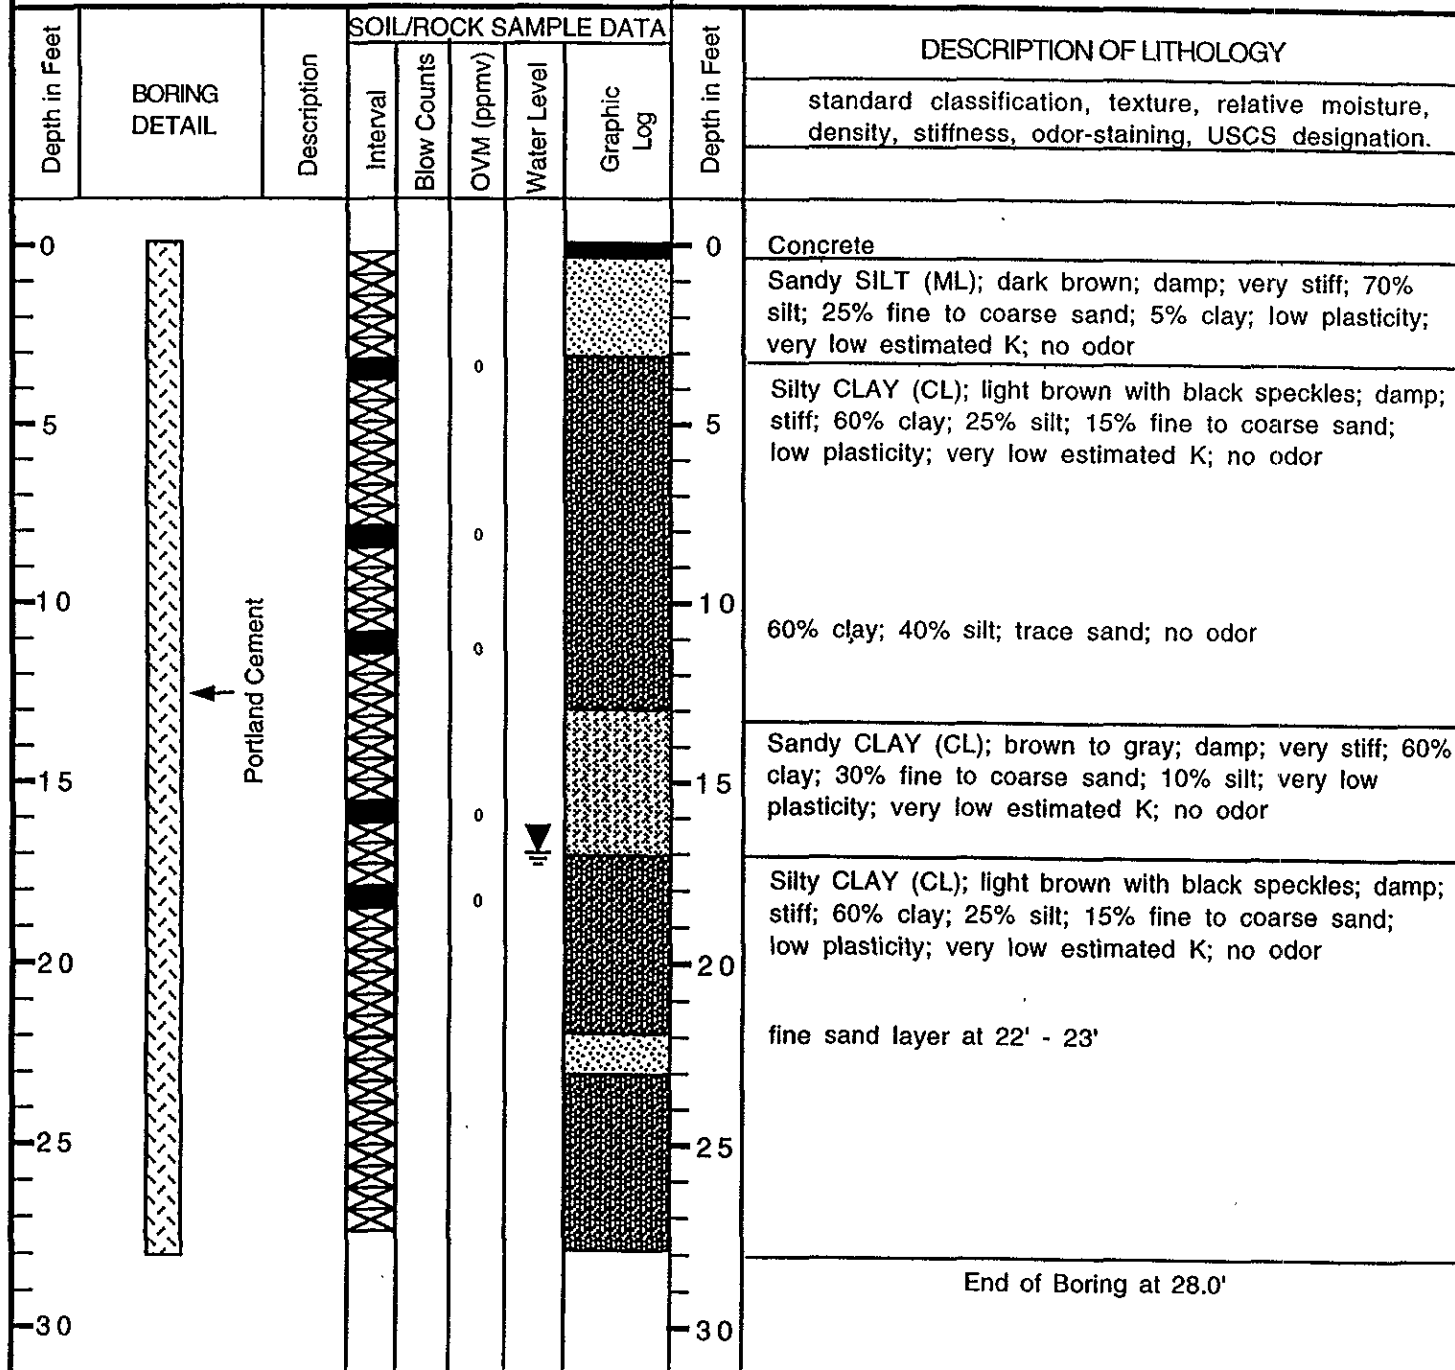 SOIL/ROCK SAMPLE DATA
Depth in Feet
BORING
DETAIL
Description
Interval
Blow Counts
OVM (ppmv)
Water Level
Graphic
Log
Depth in Feet
DESCRIPTION OF LITHOLOGY
standard classification, texture, relative moisture,
density, stiffness, odor-staining, USCS designation.
0
5
10
15
20
25
30
Portland Cement
0
0
0
0
0
0
5
10
15
20
25
30
Concrete
Sandy SILT (ML); dark brown; damp; very stiff; 70%
silt; 25% fine to coarse sand; 5% clay; low plasticity;
very low estimated K; no odor
Silty CLAY (CL); light brown with black speckles; damp;
stiff; 60% clay; 25% silt; 15% fine to coarse sand;
low plasticity; very low estimated K; no odor
60% clay; 40% silt; trace sand; no odor
Sandy CLAY (CL); brown to gray; damp; very stiff; 60%
clay; 30% fine to coarse sand; 10% silt; very low
plasticity; very low estimated K; no odor
Silty CLAY (CL); light brown with black speckles; damp;
stiff; 60% clay; 25% silt; 15% fine to coarse sand;
low plasticity; very low estimated K; no odor
fine sand layer at 22' - 23'
End of Boring at 28.0'